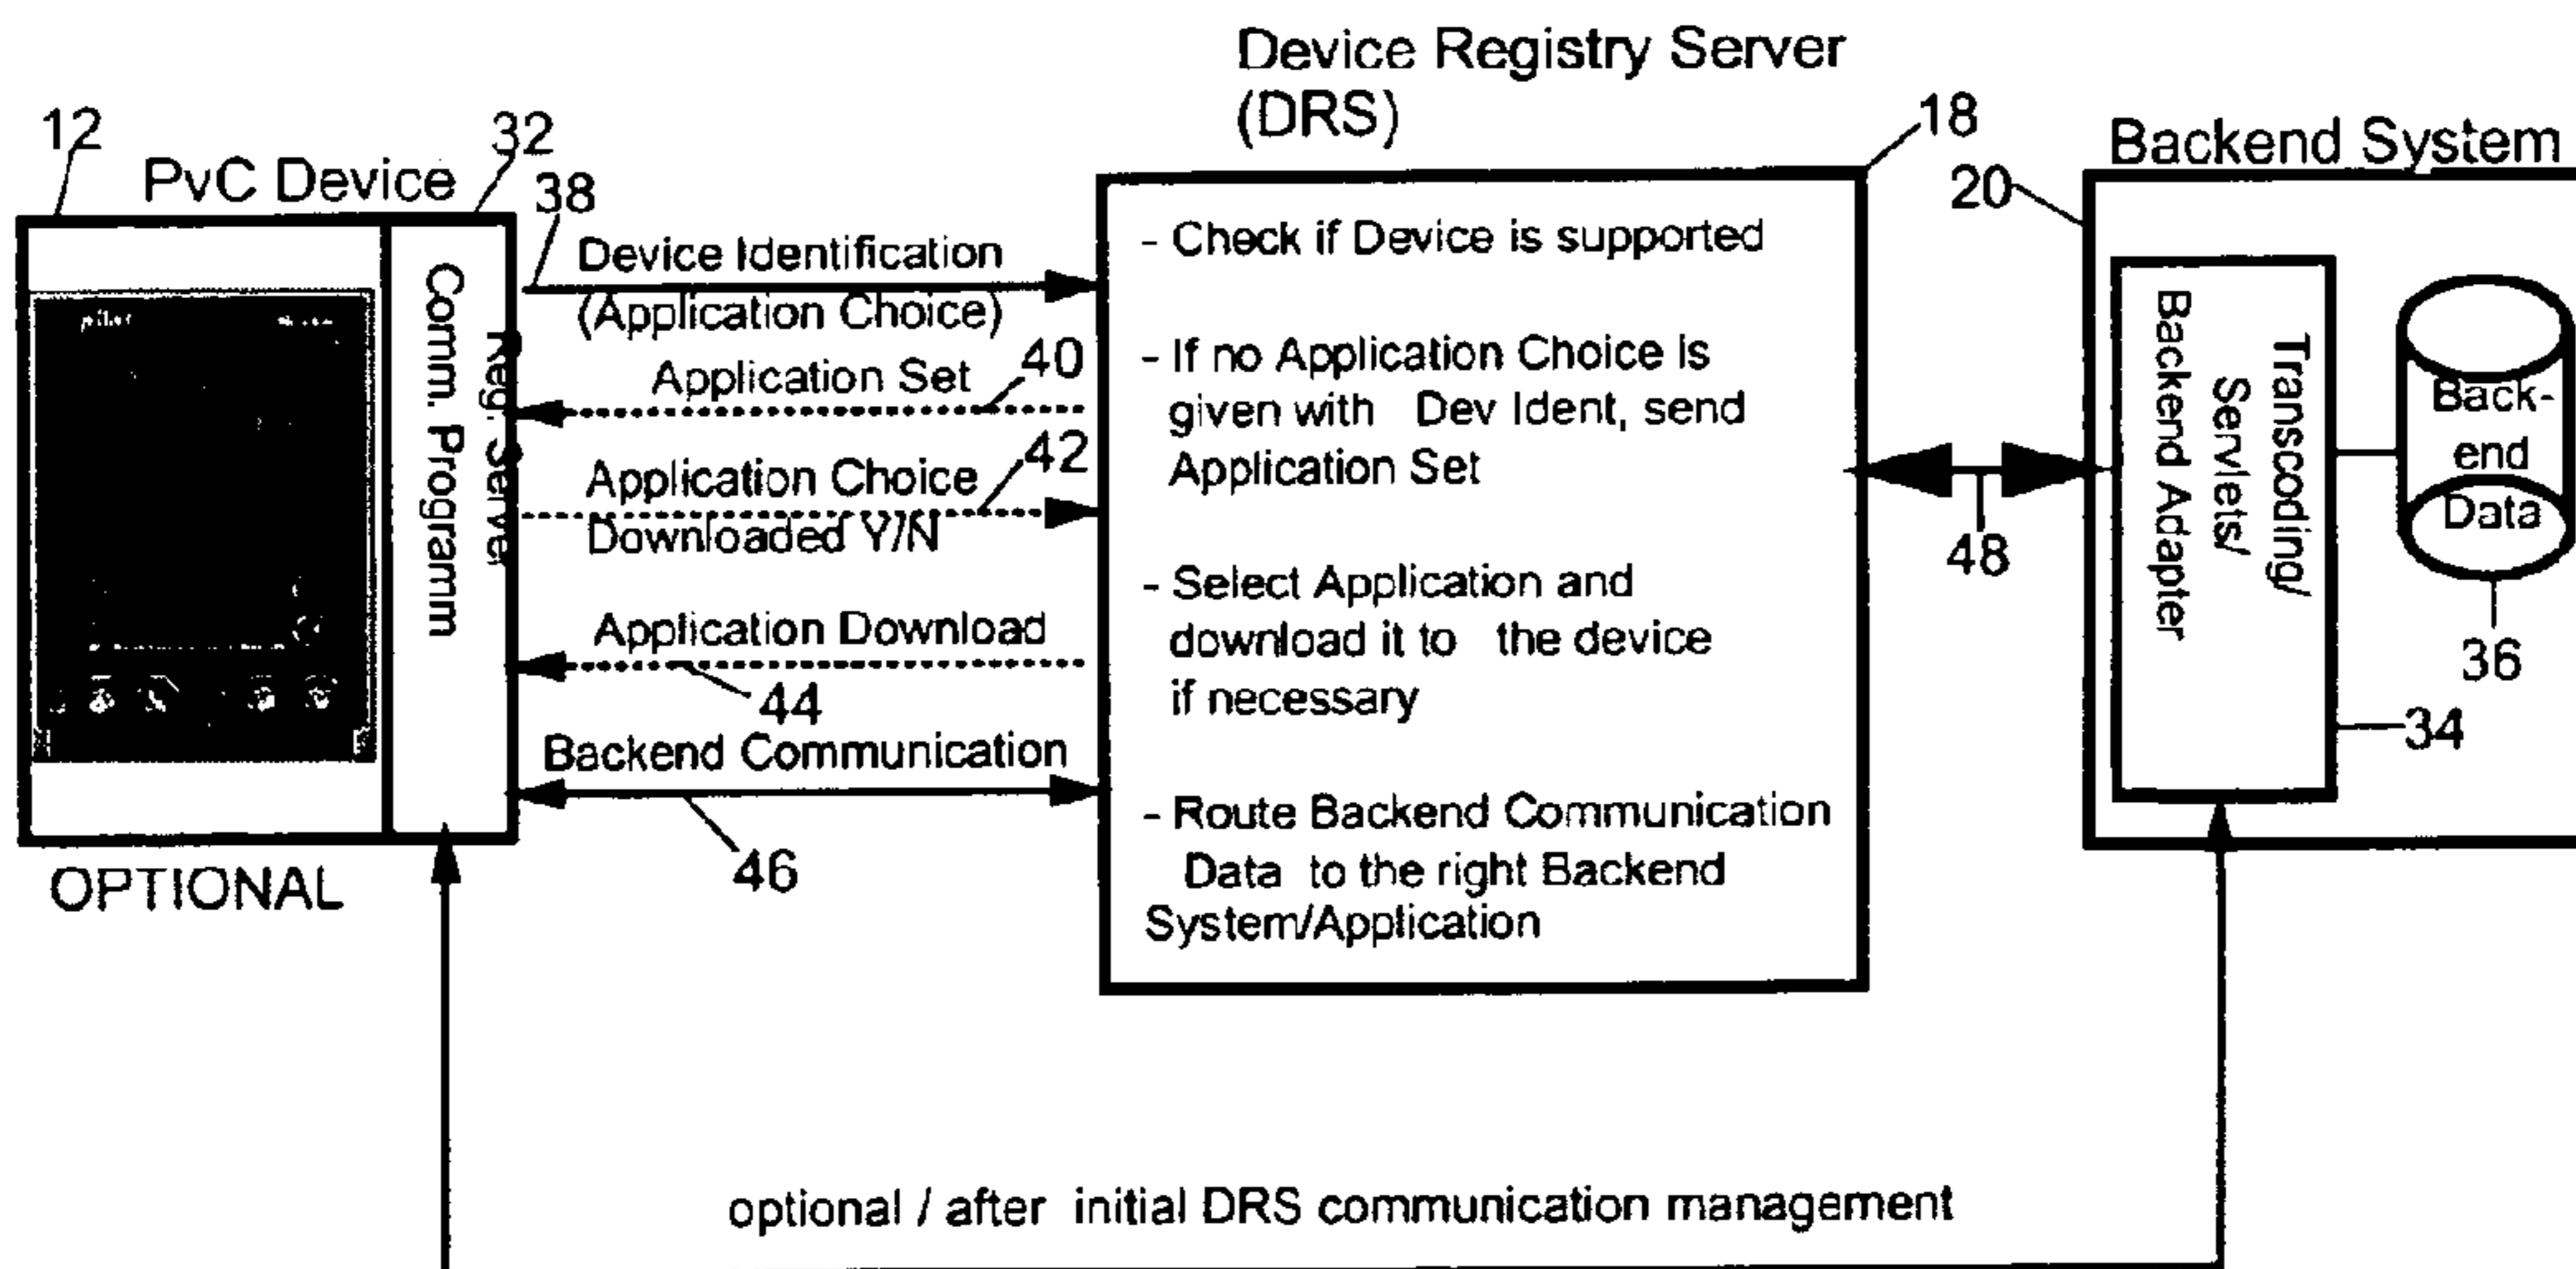 Device Registry Server
(DRS)
12
PvC Device
32
38
18
Backend System
20
Reg. Server
Comm. Programm
Device Identification
(Application Choice)
Application Set
40
Application Choice
42
Downloaded Y/N
Application Download
44
Backend Communication
46
OPTIONAL
- Check if Device is supported
- If no Application Choice is
given with Dev Ident, send
Application Set
- Select Application and
download it to the device
if necessary
- Route Backend Communication
Data to the right Backend
System/Application
48
Transcoding/
Servlets/
Backend Adapter
Back-
end
Data
36
34
optional / after initial DRS communication management